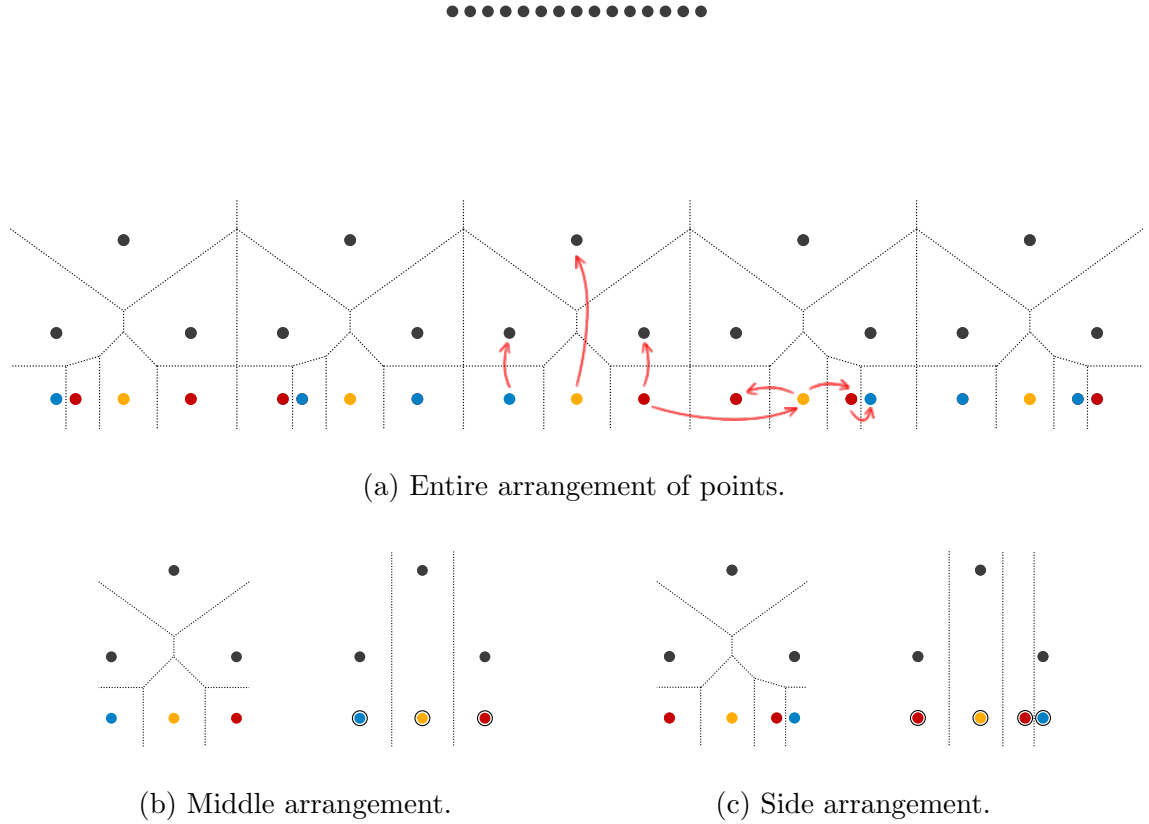 (a) Entire arrangement of points.
(b) Middle arrangement.
(c) Side arrangement.